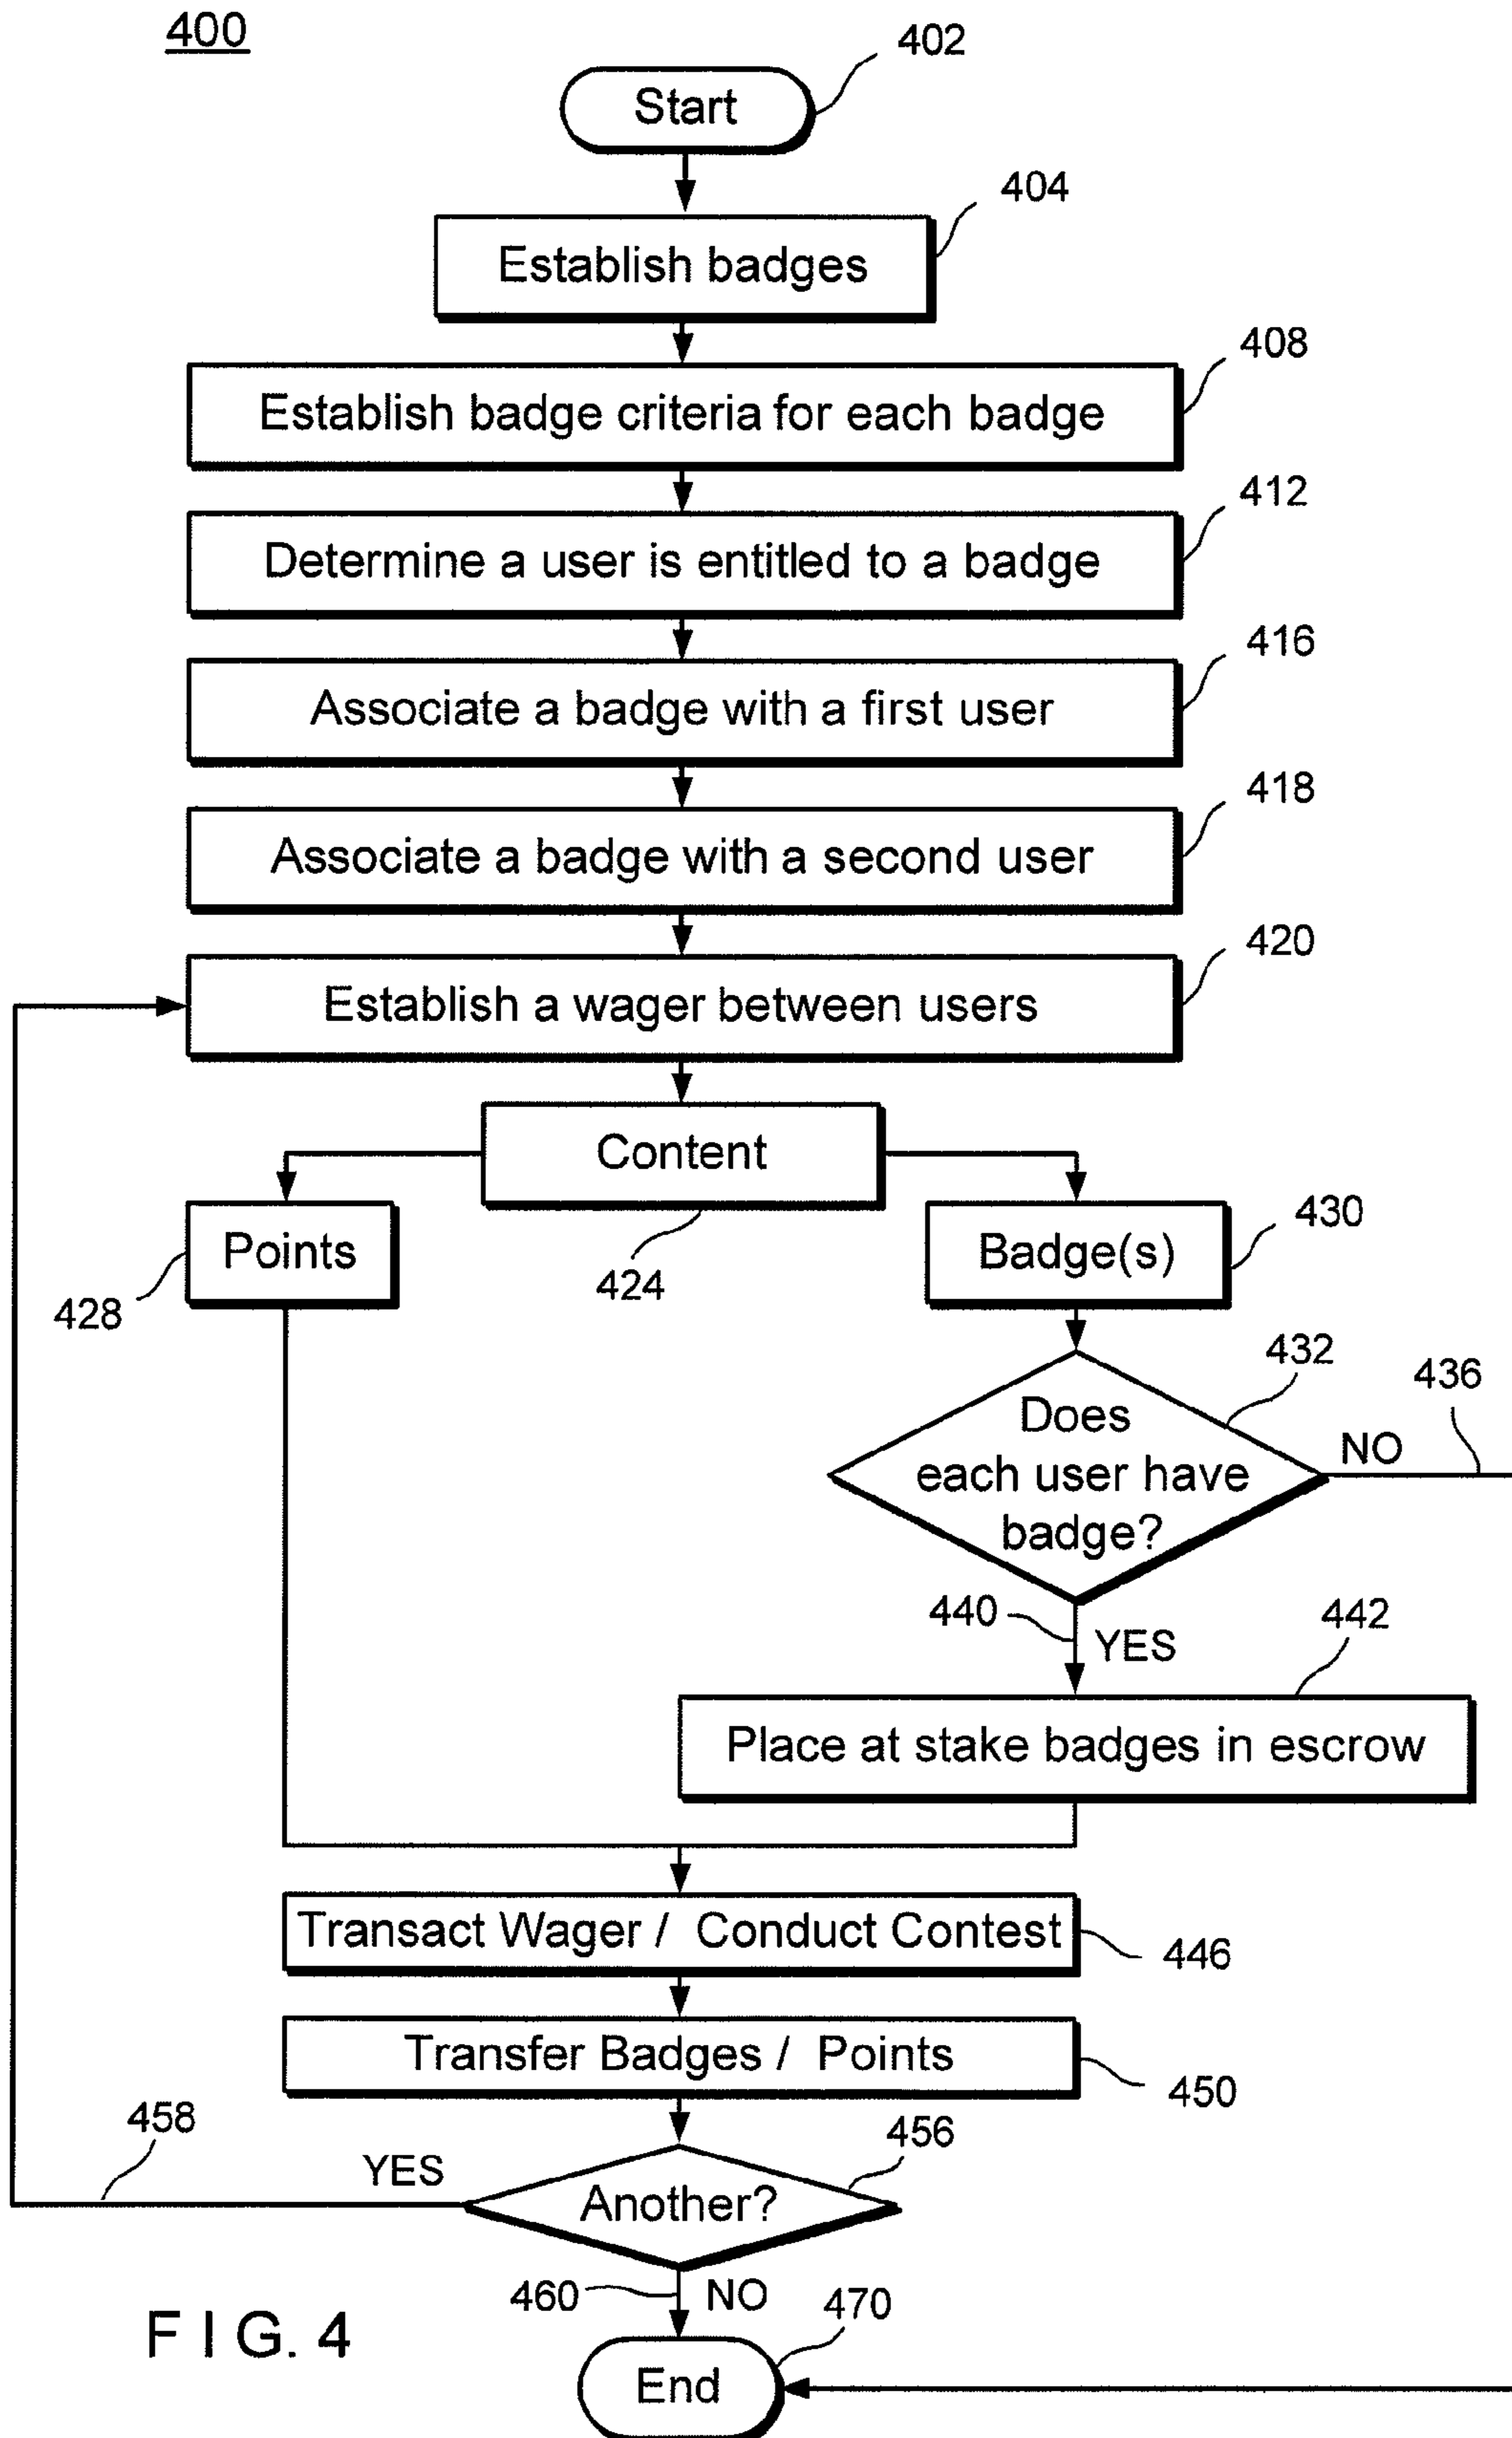 400
402
Start
404
Establish badges
408
Establish badge criteria for each badge
412
Determine a user is entitled to a badge
416
Associate a badge with a first user
418
Associate a badge with a second user
420
Establish a wager between users
Content
424
Points
428
Badge(s)
430
432
436
Does
each user have
badge?
NO
440
YES
442
Place at stake badges in escrow
Transact Wager / Conduct Contest
446
Transfer Badges / Points
450
458
YES
456
Another?
460
NO
470
End
FIG. 4